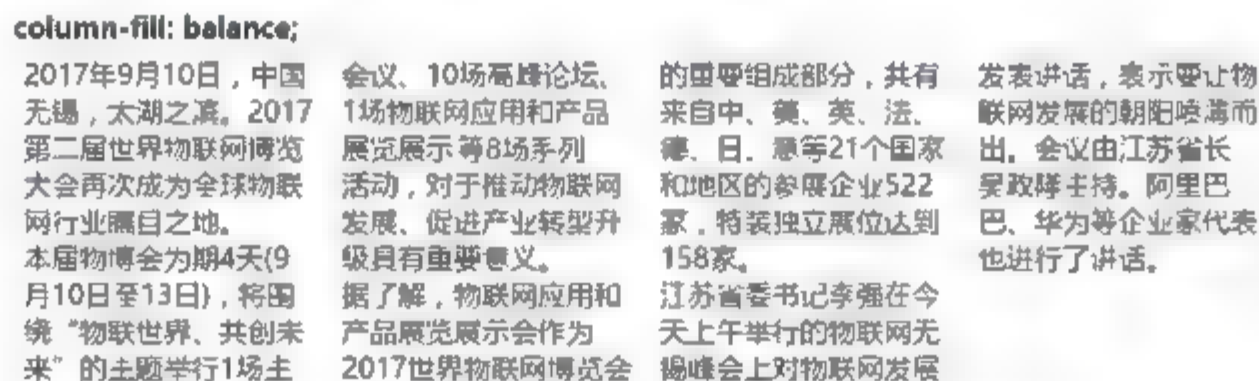 column-fill: balance;
2017年9月10日，中国
无锡，太湖之滨。2017
第二届世界物联网博览
大会再次成为全球物联
网行业瞩目之地。
本届物博会为期4天(9
月10日至13日)，将围
绕“物联世界、共创未
来”的主题举行1场主
会议、10场高峰论坛、
1场物联网应用和产品
展览展示等8场系列
活动，对于推动物联网
发展、促进产业转型升
级具有重要意义。
据了解，物联网应用和
产品展览展示会作为
2017世界物联网博览会
的重要组成部分，共有
来自中、美、英、法、
德、日、意等21个国家
和地区的参展企业522
家，特装独立展位达到
158家。
江苏省委书记李强在今
天上午举行的物联网无
锡峰会上对物联网发展
发表讲话，表示要让物
联网发展的朝阳喷薄而
出。会议由江苏省长
吴政隆主持。阿里巴
巴、华为等企业家代表
也进行了讲话。